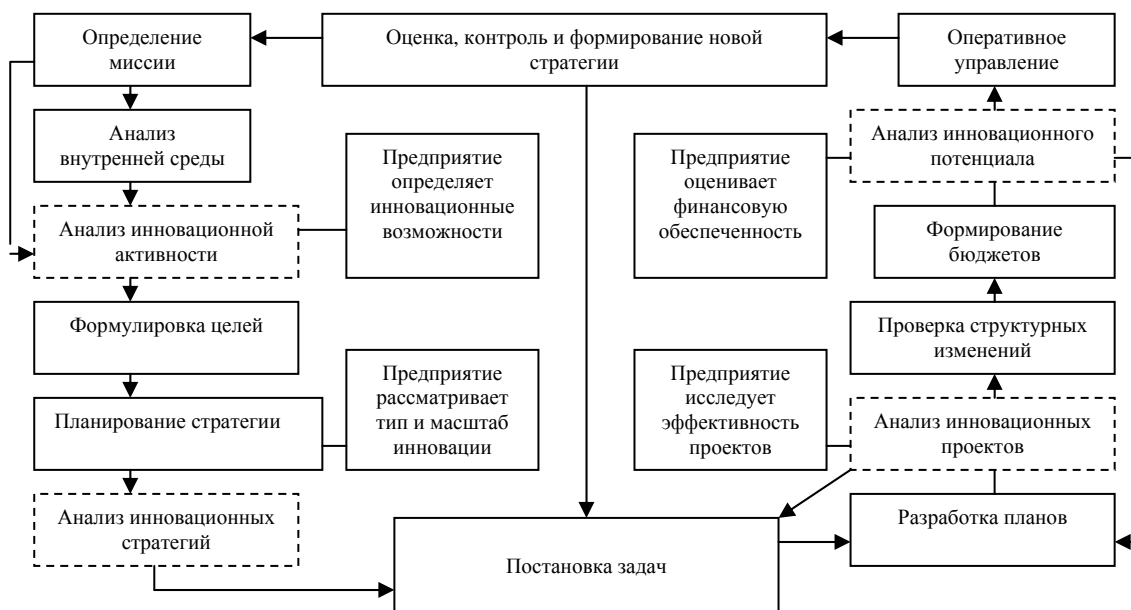 Определение
миссии
Оценка, контроль и формирование новой
стратегии
Оперативное
управление
Анализ
внутренней среды
Предприятие
определяет
инновационные
возможности
Предприятие
оценивает
финансовую
обеспеченность
Анализ инновационного
потенциала
Анализ инновационной
активности
Формирование
бюджетов
Формулировка целей
Проверка структурных
изменений
Планирование стратегии
Предприятие
рассматривает
тип и масштаб
инновации
Предприятие
исследует
эффективность
проектов
Анализ инновационных
проектов
Анализ инновационных
стратегий
Постановка задач
Разработка планов